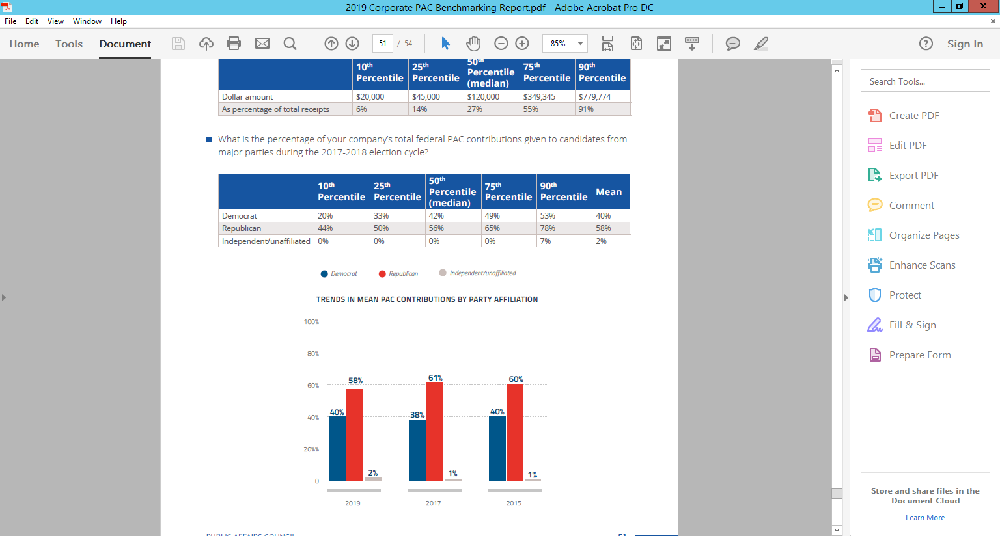 2019 Corporate PAC Benchmarking Report.pdf - Adobe Acrobat Pro DC
File Edit View Window Help
Home Tools Document 51 / 54 85% Sign In
10th Percentile 25th Percentile 50th Percentile (median) 75th Percentile 90th Percentile
Dollar amount $20,000 $45,000 $120,000 $349,345 $779,774
As percentage of total receipts 6% 14% 27% 55% 91%
What is the percentage of your company's total federal PAC contributions given to candidates from
major parties during the 2017-2018 election cycle?
10th Percentile 25th Percentile 50th Percentile (median) 75th Percentile 90th Percentile Mean
Democrat 20% 33% 42% 49% 53% 40%
Republican 44% 50% 56% 65% 78% 58%
Independent/unaffiliated 0% 0% 0% 0% 7% 2%
Democrat Republican Independent/unaffiliated
TRENDS IN MEAN PAC CONTRIBUTIONS BY PARTY AFFILIATION
100%
80%
60%
40%
20%%
0
40% 58% 2%
38% 61% 1%
40% 60% 1%
2019 2017 2015
PUBLIC AFFAIRS COUNCIL 51
Search Tools...
Create PDF
Edit PDF
Export PDF
Comment
Organize Pages
Enhance Scans
Protect
Fill & Sign
Prepare Form
Store and share files in the
Document Cloud
Learn More